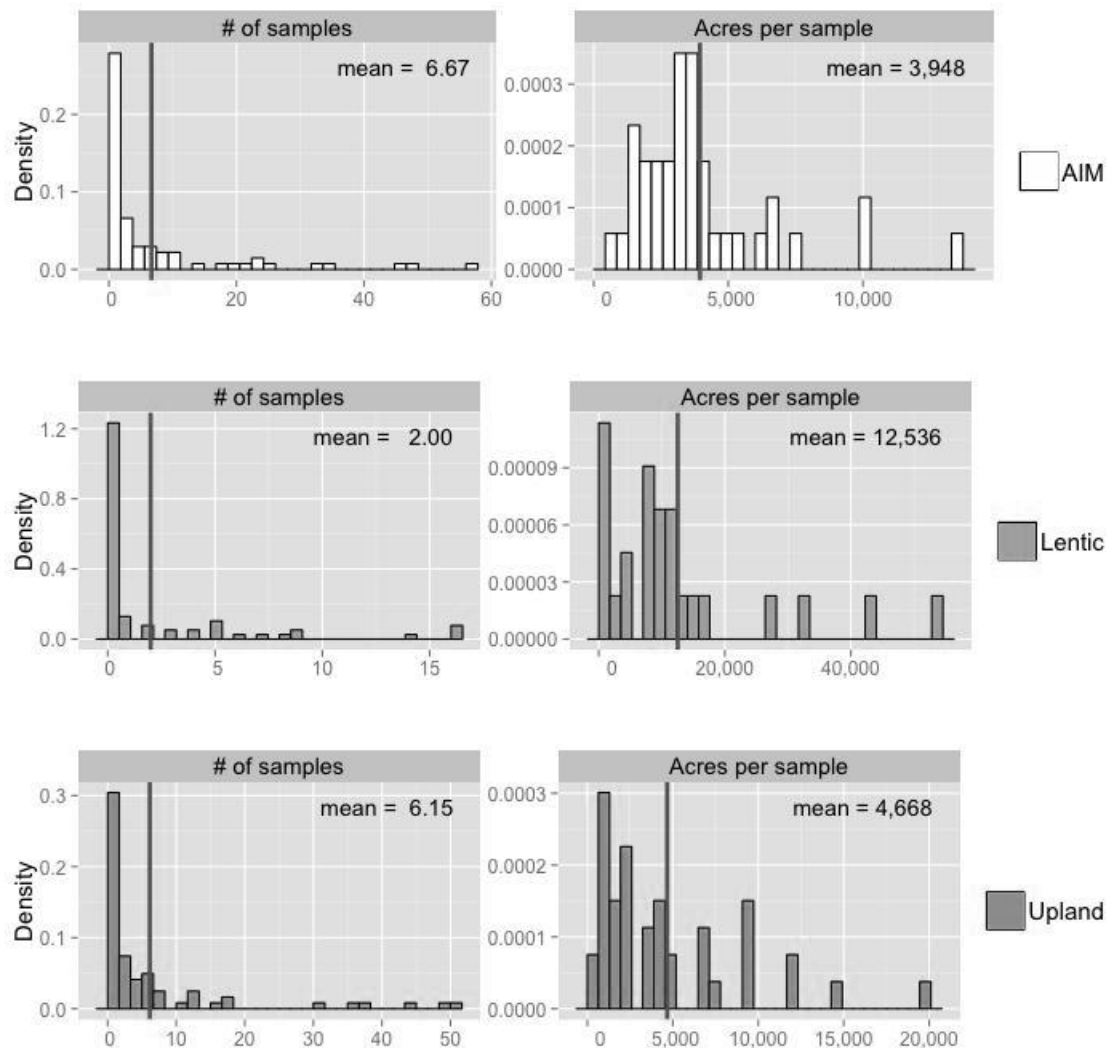 # of samples
Acres per sample
mean = 6.67
mean = 3,948
Density
0.2
0.1
0.0
0
20
40
60
0.0003
0.0002
0.0001
0.0000
0
5,000
10,000
AIM
# of samples
Acres per sample
mean = 2.00
mean = 12,536
Density
1.2
0.8
0.4
0.0
0
5
10
15
0.00009
0.00006
0.00003
0.00000
0
20,000
40,000
Lentic
# of samples
Acres per sample
mean = 6.15
mean = 4,668
Density
0.3
0.2
0.1
0.0
0
10
20
30
40
50
0.0003
0.0002
0.0001
0.0000
0
5,000
10,000
15,000
20,000
Upland